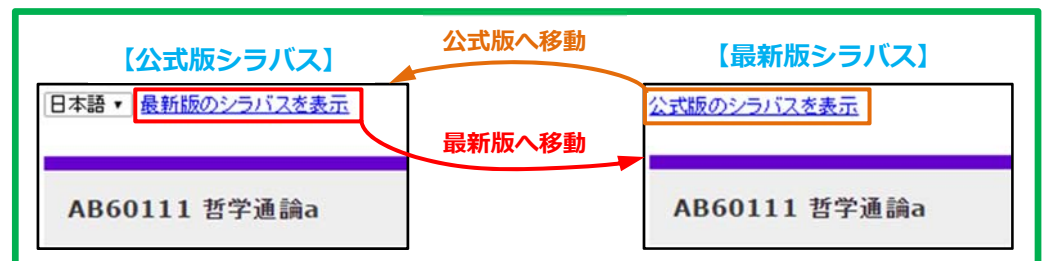 公式版へ移動
【公式版シラバス】
【最新版シラバス】
日本語 ▼ 最新版のシラバスを表示
公式版のシラバスを表示
最新版へ移動
AB60111 哲学通論a
AB60111 哲学通論a